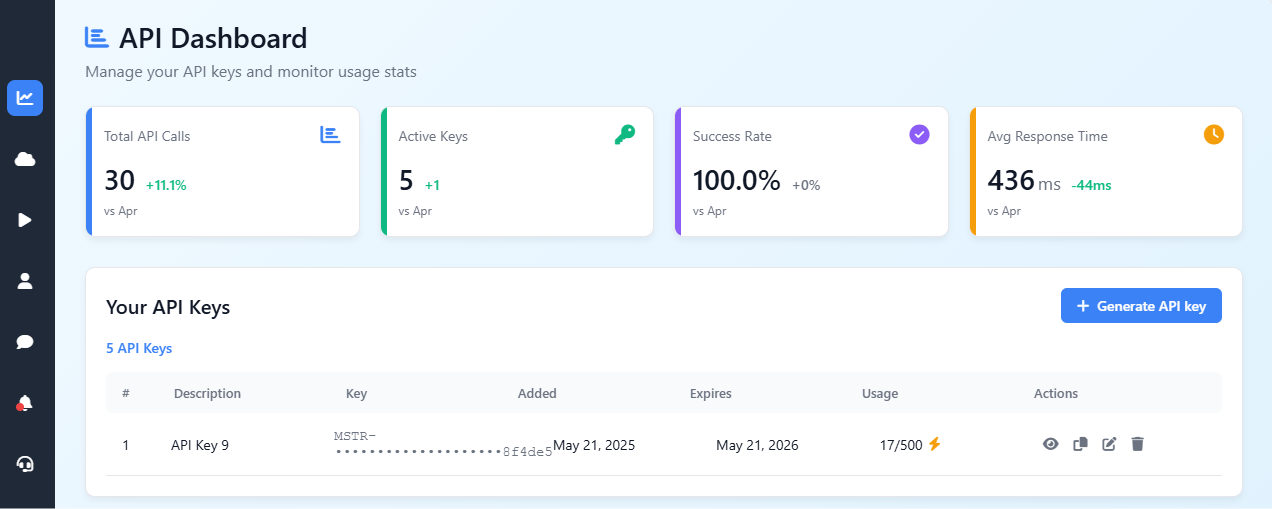 API Dashboard
Manage your API keys and monitor usage stats
Total API Calls
30 +11.1%
vs Apr
Active Keys
5 +1
vs Apr
Success Rate
100.0% +0%
vs Apr
Avg Response Time
436 ms -44ms
vs Apr
Your API Keys
+ Generate API key
5 API Keys
# Description Key Added Expires Usage Actions
MSTR-
1 API Key 9 ••••••••••••••••••••8f4de5 May 21, 2025 May 21, 2026 17/500